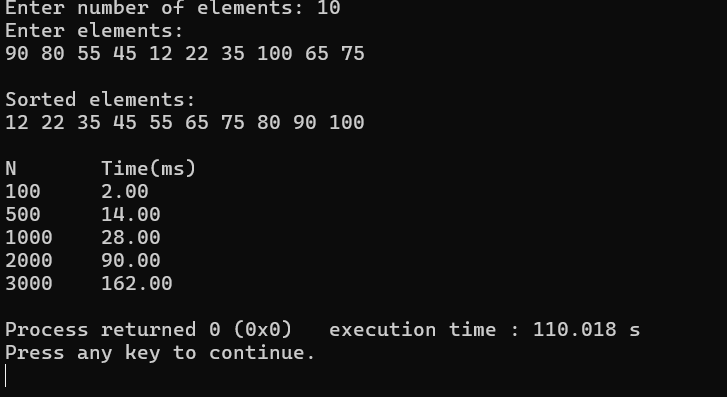 Enter number of elements: 10
Enter elements:
90 80 55 45 12 22 35 100 65 75
Sorted elements:
12 22 35 45 55 65 75 80 90 100
N       Time(ms)
100     2.00
500     14.00
1000    28.00
2000    90.00
3000    162.00
Process returned 0 (0x0)   execution time : 110.018 s
Press any key to continue.